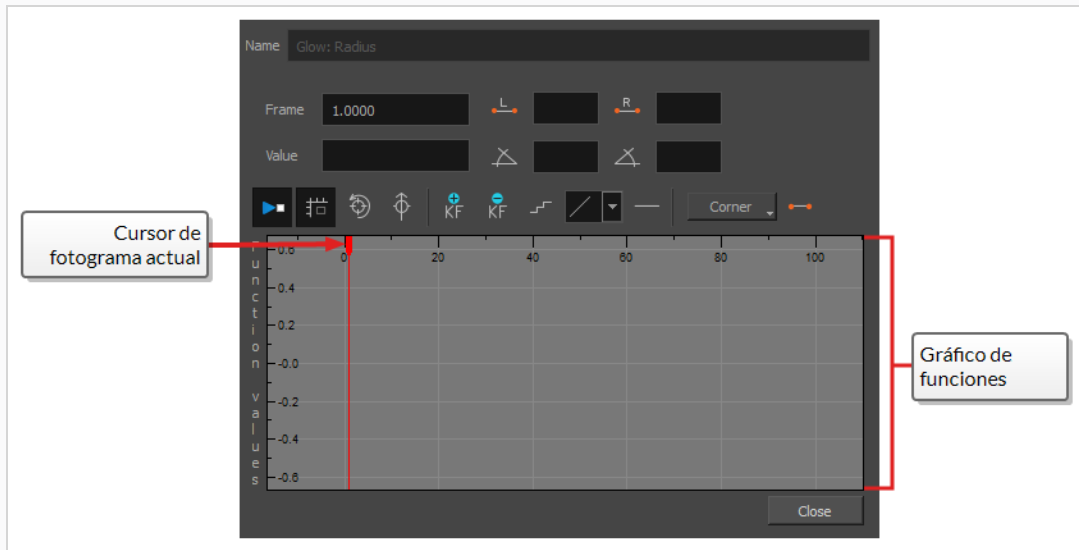 Name Glow: Radius
Frame 1.0000 L R
Value
KF KF Corner
Cursor de
fotograma actual
Function values
0 20 40 60 80 100
0.6
-0.4
-0.2
-0.0
-0.2
-0.4
-0.6
Gráfico de
funciones
Close